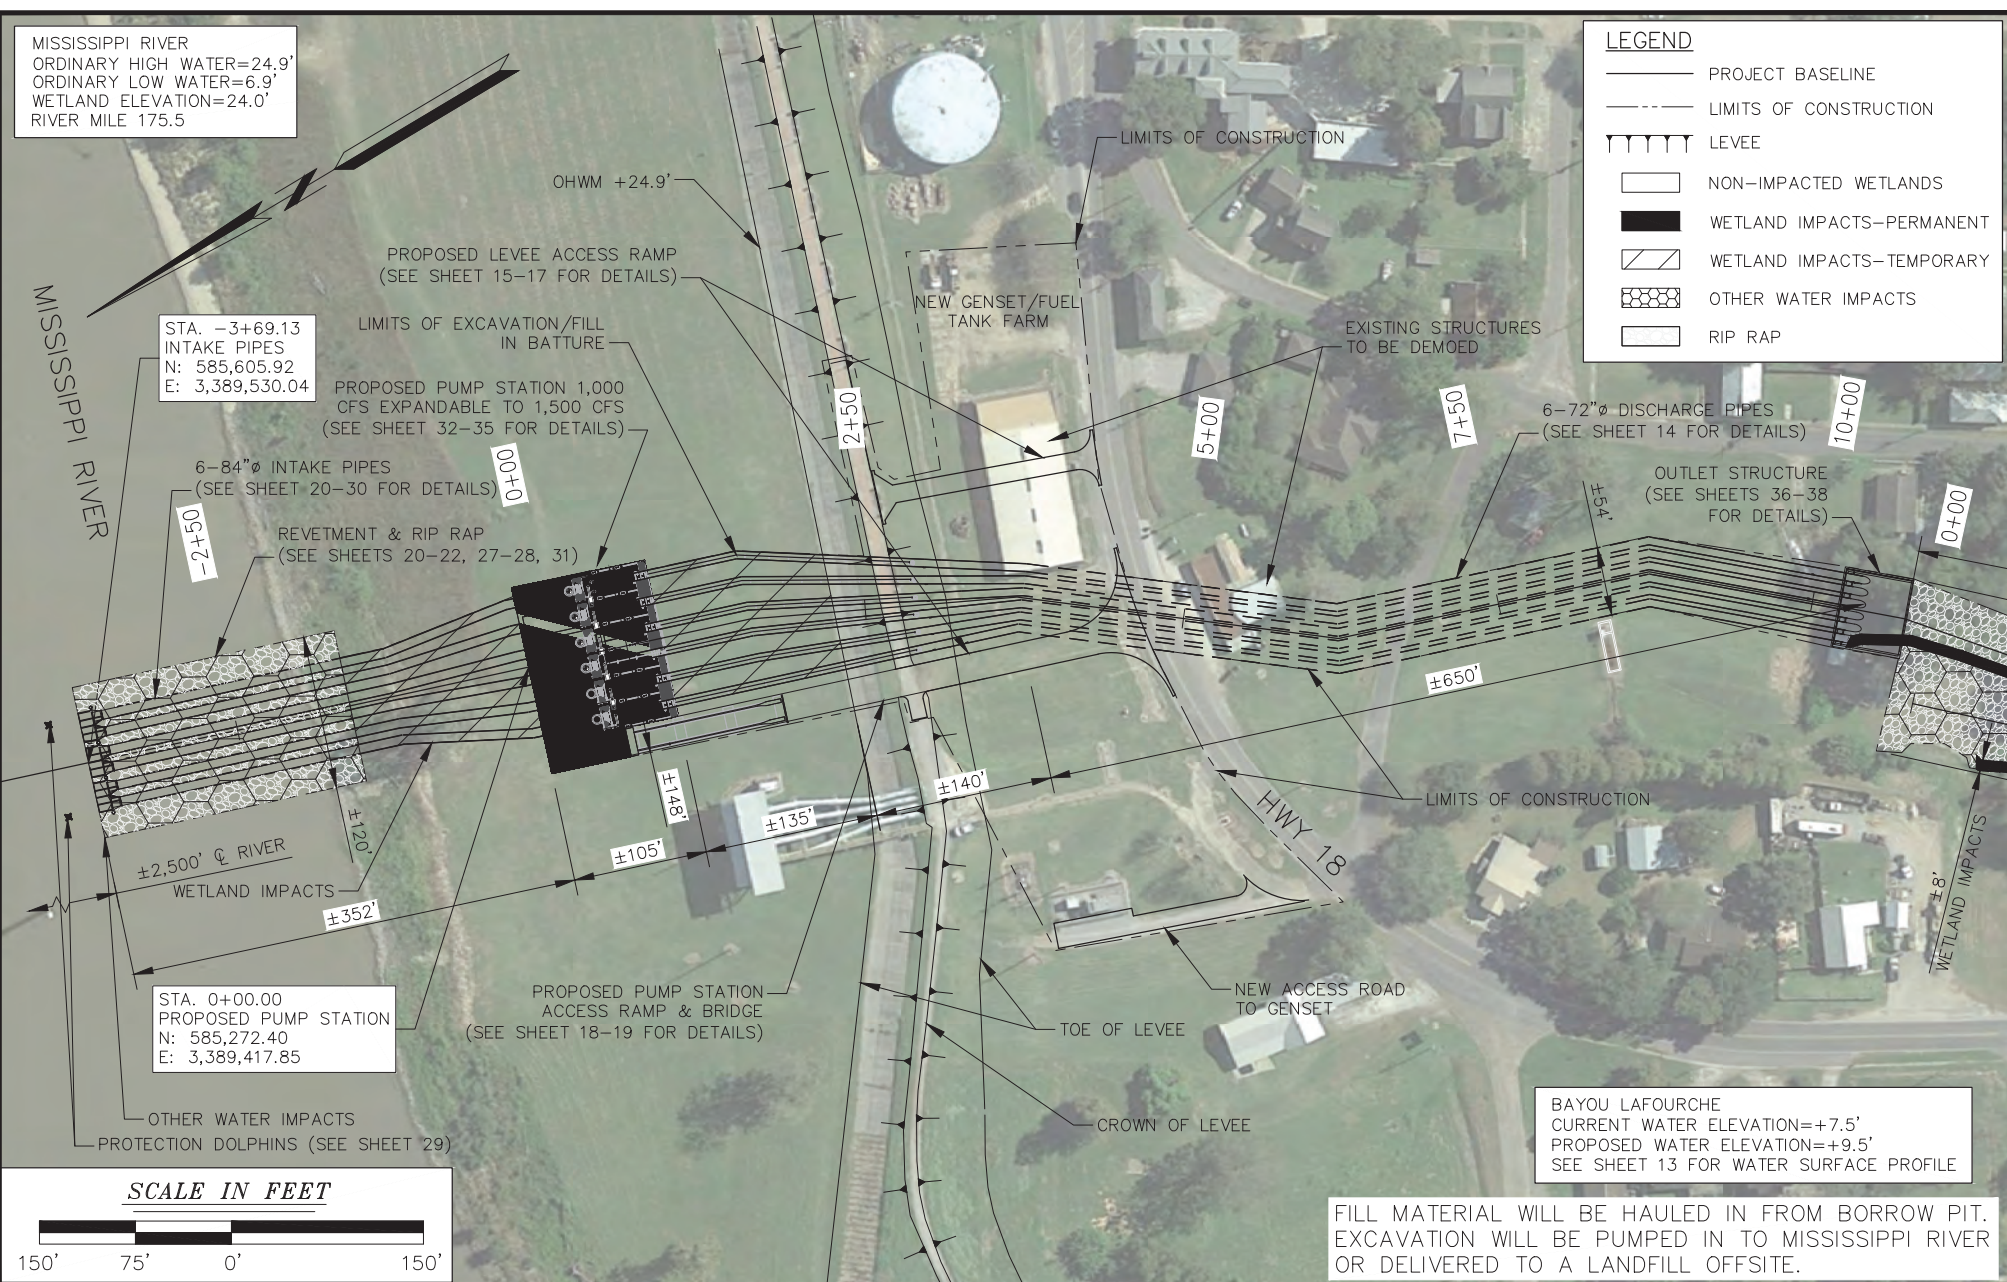 MISSISSIPPI RIVER
ORDINARY HIGH WATER=24.9'
ORDINARY LOW WATER=6.9'
WETLAND ELEVATION=24.0'
RIVER MILE 175.5
LEGEND
PROJECT BASELINE
LIMITS OF CONSTRUCTION
LEVEE
NON-IMPACTED WETLANDS
WETLAND IMPACTS-PERMANENT
WETLAND IMPACTS-TEMPORARY
OTHER WATER IMPACTS
RIP RAP
LIMITS OF CONSTRUCTION
OHWM +24.9'
PROPOSED LEVEE ACCESS RAMP
(SEE SHEET 15-17 FOR DETAILS)
NEW GENSET/FUEL
TANK FARM
MISSISSIPPI RIVER
STA. -3+69.13
INTAKE PIPES
N: 585,605.92
E: 3,389,530.04
LIMITS OF EXCAVATION/FILL
IN BATTURE
EXISTING STRUCTURES
TO BE DEMOED
PROPOSED PUMP STATION 1,000
CFS EXPANDABLE TO 1,500 CFS
(SEE SHEET 32-35 FOR DETAILS)
-2+50
0+00
2+50
5+00
7+50
10+00
0+00
6-72"ø DISCHARGE PIPES
(SEE SHEET 14 FOR DETAILS)
6-84"ø INTAKE PIPES
(SEE SHEET 20-30 FOR DETAILS)
OUTLET STRUCTURE
(SEE SHEETS 36-38
FOR DETAILS)
±54'
REVETMENT & RIP RAP
(SEE SHEETS 20-22, 27-28, 31)
±650'
±148'
±140'
±135'
±120'
±105'
±2,500' ℄ RIVER
WETLAND IMPACTS
±352'
LIMITS OF CONSTRUCTION
HWY 18
±8'
WETLAND IMPACTS
STA. 0+00.00
PROPOSED PUMP STATION
N: 585,272.40
E: 3,389,417.85
PROPOSED PUMP STATION
ACCESS RAMP & BRIDGE
(SEE SHEET 18-19 FOR DETAILS)
NEW ACCESS ROAD
TO GENSET
TOE OF LEVEE
OTHER WATER IMPACTS
PROTECTION DOLPHINS (SEE SHEET 29)
CROWN OF LEVEE
BAYOU LAFOURCHE
CURRENT WATER ELEVATION=+7.5'
PROPOSED WATER ELEVATION=+9.5'
SEE SHEET 13 FOR WATER SURFACE PROFILE
SCALE IN FEET
150' 75' 0' 150'
FILL MATERIAL WILL BE HAULED IN FROM BORROW PIT.
EXCAVATION WILL BE PUMPED IN TO MISSISSIPPI RIVER
OR DELIVERED TO A LANDFILL OFFSITE.